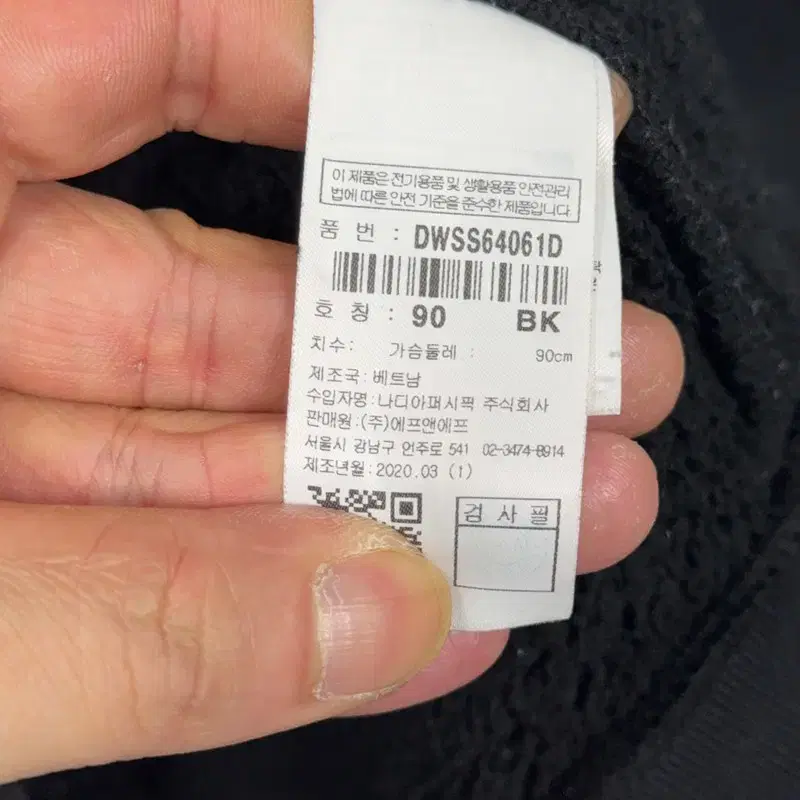 이 제품은 전기용품 및 생활용품 안전관리
법에 따른 안전 기준을 준수한 제품입니다.
품 번 : DWSS64061D
호 칭 : 90 BK
치수: 가슴둘레 : 90cm
제조국: 베트남
수입자명: 나디아퍼시픽 주식회사
판매원: (주)에프앤에프
서울시 강남구 언주로 541 02-3474-8914
제조년월: 2020.03 (1)
검 사 필